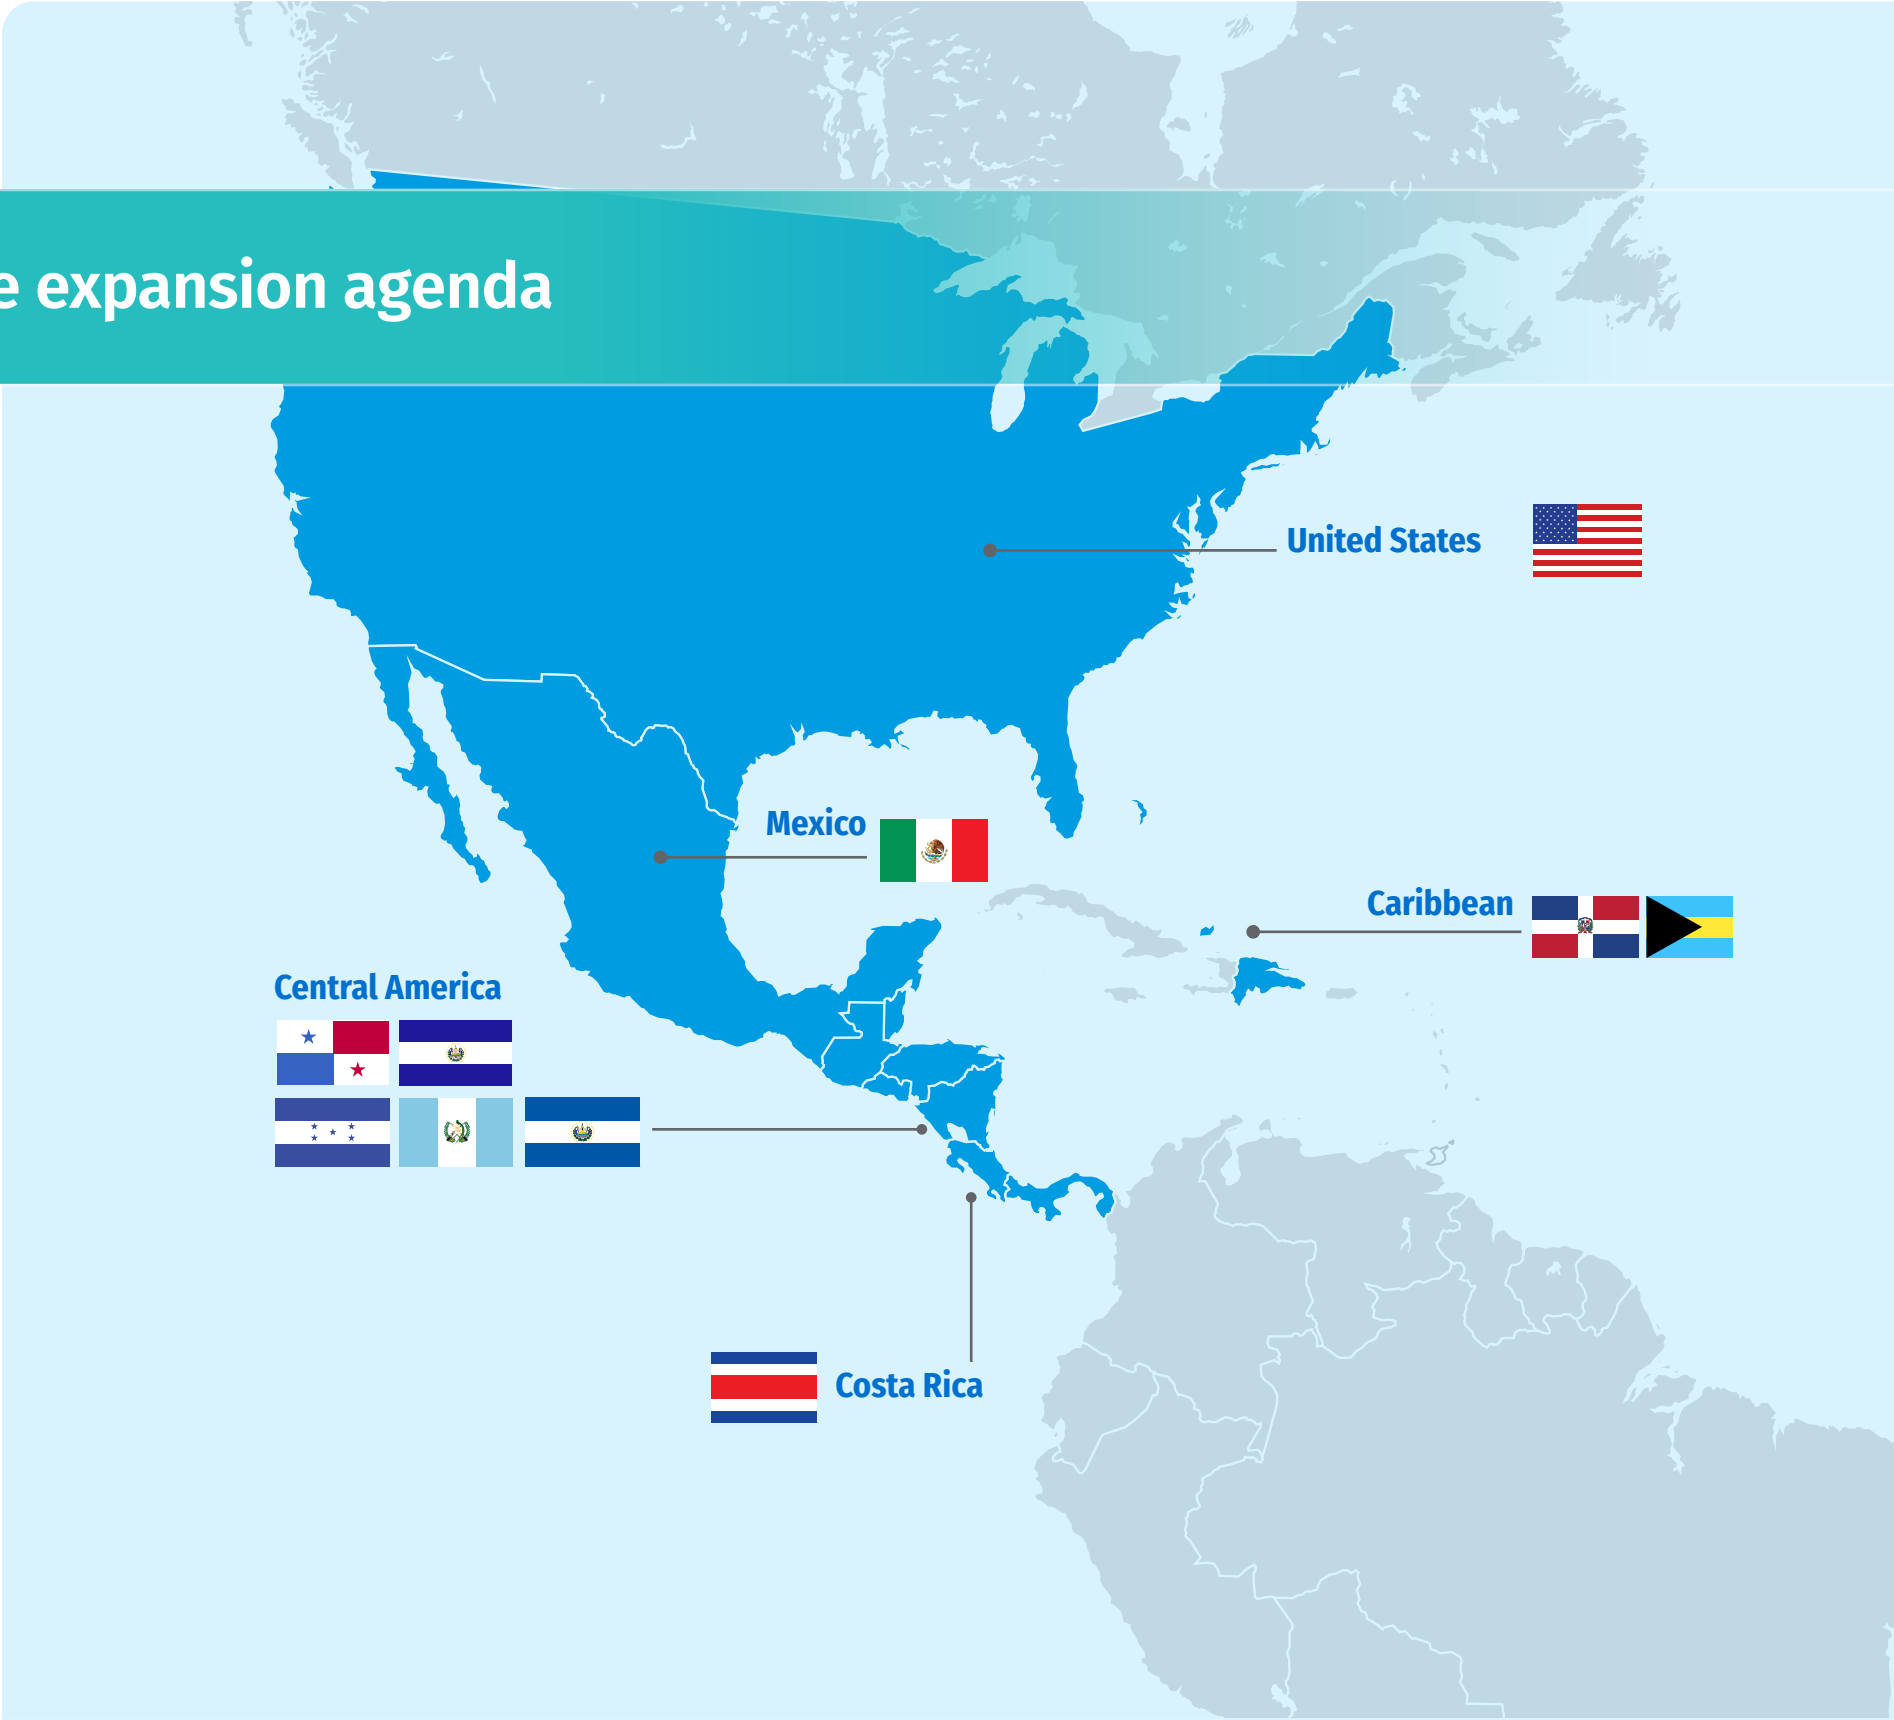 e expansion agenda
United States
Mexico
Caribbean
Central America
Costa Rica